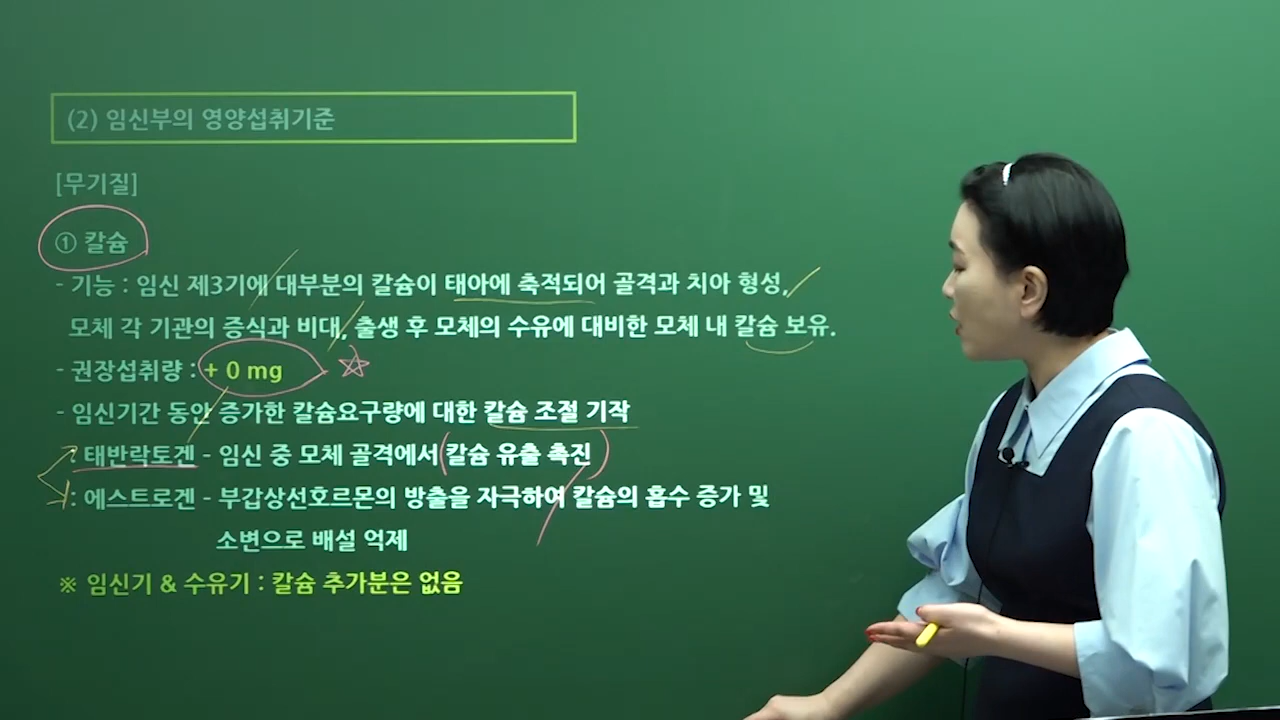 (2) 임신부의 영양섭취기준
[무기질]
① 칼슘
- 기능 : 임신 제3기에 대부분의 칼슘이 태아에 축적되어 골격과 치아 형성,
모체 각 기관의 증식과 비대, 출생 후 모체의 수유에 대비한 모체 내 칼슘 보유.
- 권장섭취량 : + 0 mg
- 임신기간 동안 증가한 칼슘요구량에 대한 칼슘 조절 기작
: 태반락토겐 - 임신 중 모체 골격에서 칼슘 유출 촉진
: 에스트로겐 - 부갑상선호르몬의 방출을 자극하여 칼슘의 흡수 증가 및
소변으로 배설 억제
※ 임신기 & 수유기 : 칼슘 추가분은 없음